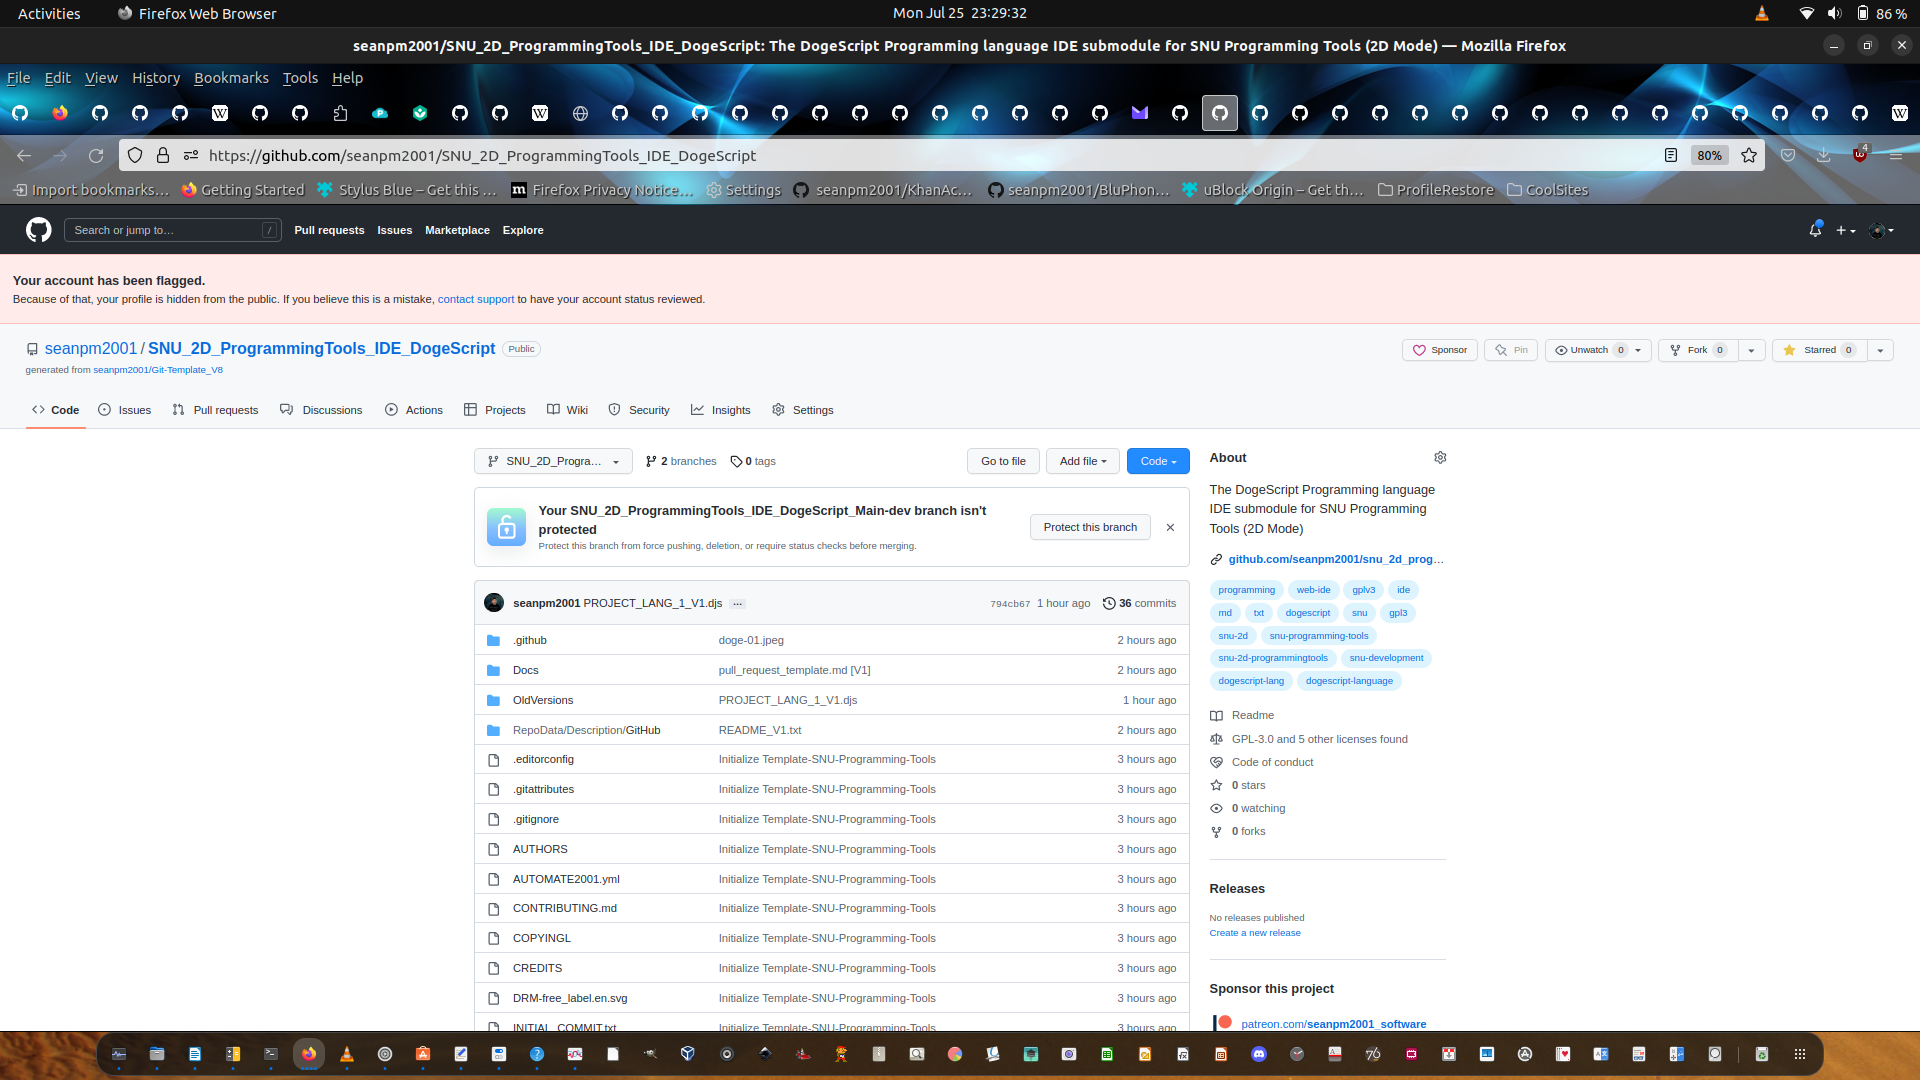 Activities Firefox Web Browser Mon Jul 25 23:29:32 86 %
seanpm2001/SNU_2D_ProgrammingTools_IDE_DogeScript: The DogeScript Programming language IDE submodule for SNU Programming Tools (2D Mode) — Mozilla Firefox
File Edit View History Bookmarks Tools Help
https://github.com/seanpm2001/SNU_2D_ProgrammingTools_IDE_DogeScript 80% 4
Import bookmarks... Getting Started Stylus Blue – Get this ... Firefox Privacy Notice... Settings seanpm2001/KhanAc... seanpm2001/BluPhon... uBlock Origin – Get th... ProfileRestore CoolSites
Search or jump to... / Pull requests Issues Marketplace Explore
Your account has been flagged.
Because of that, your profile is hidden from the public. If you believe this is a mistake, contact support to have your account status reviewed.
seanpm2001 / SNU_2D_ProgrammingTools_IDE_DogeScript Public Sponsor Pin Unwatch 0 Fork 0 Starred 0
generated from seanpm2001/Git-Template_V8
Code Issues Pull requests Discussions Actions Projects Wiki Security Insights Settings
SNU_2D_Progra... 2 branches 0 tags Go to file Add file Code
Your SNU_2D_ProgrammingTools_IDE_DogeScript_Main-dev branch isn't
protected
Protect this branch from force pushing, deletion, or require status checks before merging.
Protect this branch
seanpm2001 PROJECT_LANG_1_V1.djs ... 794cb67 1 hour ago 36 commits
.github doge-01.jpeg 2 hours ago
Docs pull_request_template.md [V1] 2 hours ago
OldVersions PROJECT_LANG_1_V1.djs 1 hour ago
RepoData/Description/GitHub README_V1.txt 2 hours ago
.editorconfig Initialize Template-SNU-Programming-Tools 3 hours ago
.gitattributes Initialize Template-SNU-Programming-Tools 3 hours ago
.gitignore Initialize Template-SNU-Programming-Tools 3 hours ago
AUTHORS Initialize Template-SNU-Programming-Tools 3 hours ago
AUTOMATE2001.yml Initialize Template-SNU-Programming-Tools 3 hours ago
CONTRIBUTING.md Initialize Template-SNU-Programming-Tools 3 hours ago
COPYINGL Initialize Template-SNU-Programming-Tools 3 hours ago
CREDITS Initialize Template-SNU-Programming-Tools 3 hours ago
DRM-free_label.en.svg Initialize Template-SNU-Programming-Tools 3 hours ago
INITIAL_COMMIT.txt Initialize Template-SNU-Programming-Tools 3 hours ago
About
The DogeScript Programming language
IDE submodule for SNU Programming
Tools (2D Mode)
github.com/seanpm2001/snu_2d_prog...
programming web-ide gplv3 ide
md txt dogescript snu gpl3
snu-2d snu-programming-tools
snu-2d-programmingtools snu-development
dogescript-lang dogescript-language
Readme
GPL-3.0 and 5 other licenses found
Code of conduct
0 stars
0 watching
0 forks
Releases
No releases published
Create a new release
Sponsor this project
patreon.com/seanpm2001_software